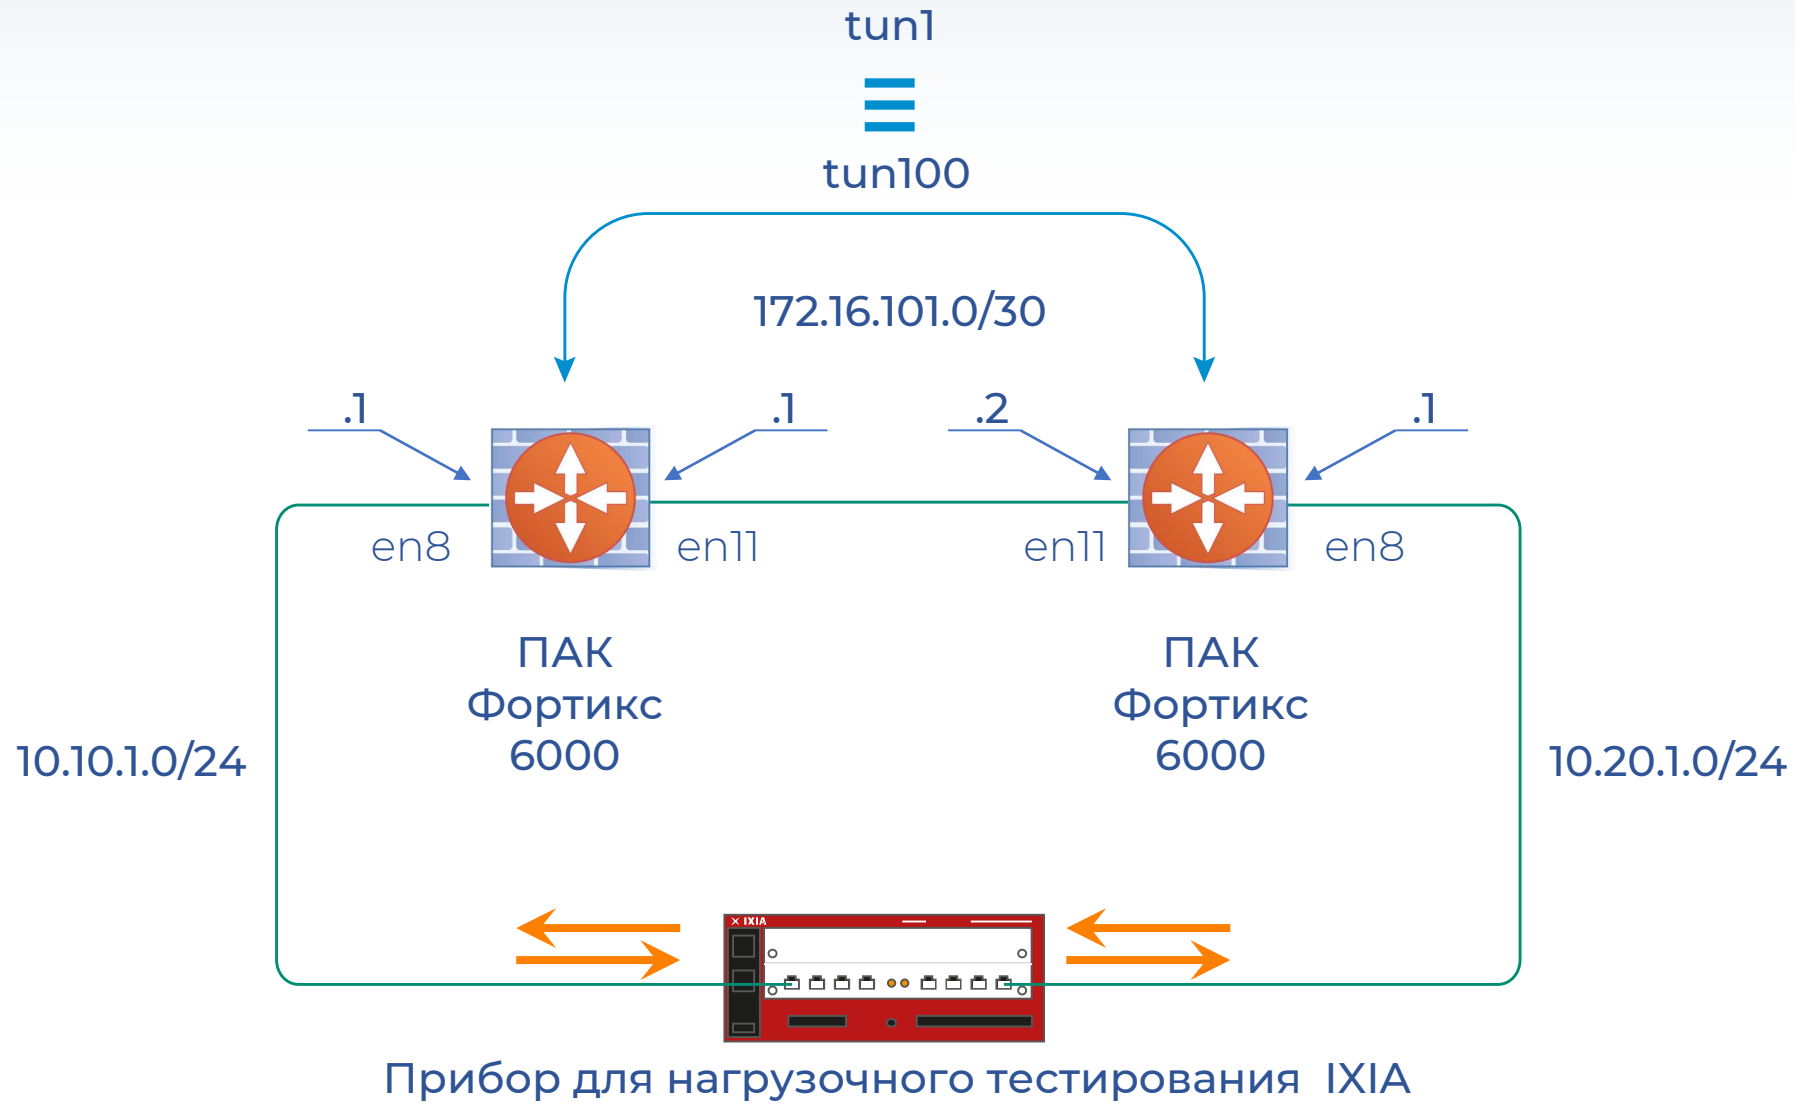 tun1
tun100
172.16.101.0/30
.1
.1
.2
.1
en8
en11
en11
en8
ПАК
Фортикс
6000
ПАК
Фортикс
6000
10.10.1.0/24
10.20.1.0/24
IXIA
Прибор для нагрузочного тестирования IXIA